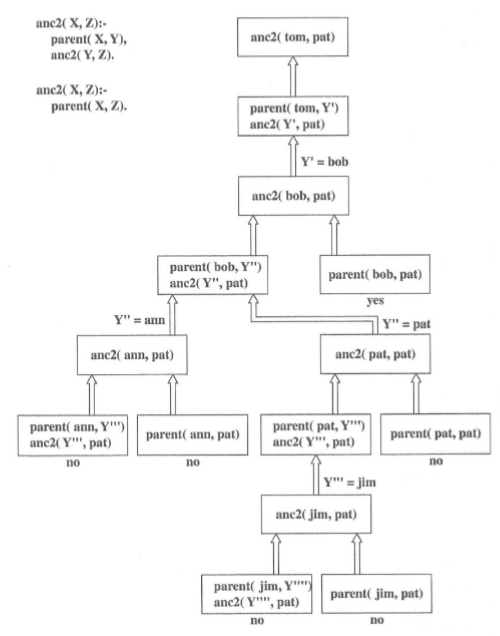 anc2( X, Z):-
parent( X, Y),
anc2( Y, Z).
anc2( X, Z):-
parent( X, Z).
anc2( tom, pat)
parent( tom, Y')
anc2( Y', pat)
Y' = bob
anc2( bob, pat)
parent( bob, Y")
anc2( Y", pat)
parent( bob, pat)
yes
Y" = ann
Y" = pat
anc2( ann, pat)
anc2( pat, pat)
parent( ann, Y"')
anc2( Y"', pat)
no
parent( ann, pat)
no
parent( pat, Y"')
anc2( Y"', pat)
parent( pat, pat)
no
Y"' = jim
anc2( jim, pat)
parent( jim, Y"")
anc2( Y"", pat)
no
parent( jim, pat)
no